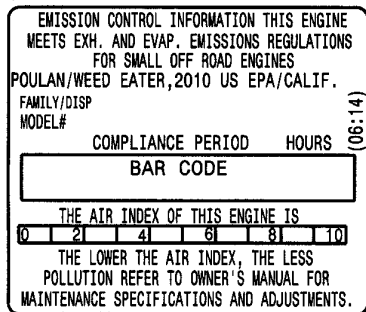 EMISSION CONTROL INFORMATION THIS ENGINE
MEETS EXH. AND EVAP. EMISSIONS REGULATIONS
FOR SMALL OFF ROAD ENGINES
POULAN/WEED EATER,2010 US EPA/CALIF.
FAMILY/DISP
MODEL#
COMPLIANCE PERIOD HOURS
(06:14)
BAR CODE
THE AIR INDEX OF THIS ENGINE IS
0 2 4 6 8 10
THE LOWER THE AIR INDEX, THE LESS
POLLUTION REFER TO OWNER'S MANUAL FOR
MAINTENANCE SPECIFICATIONS AND ADJUSTMENTS.